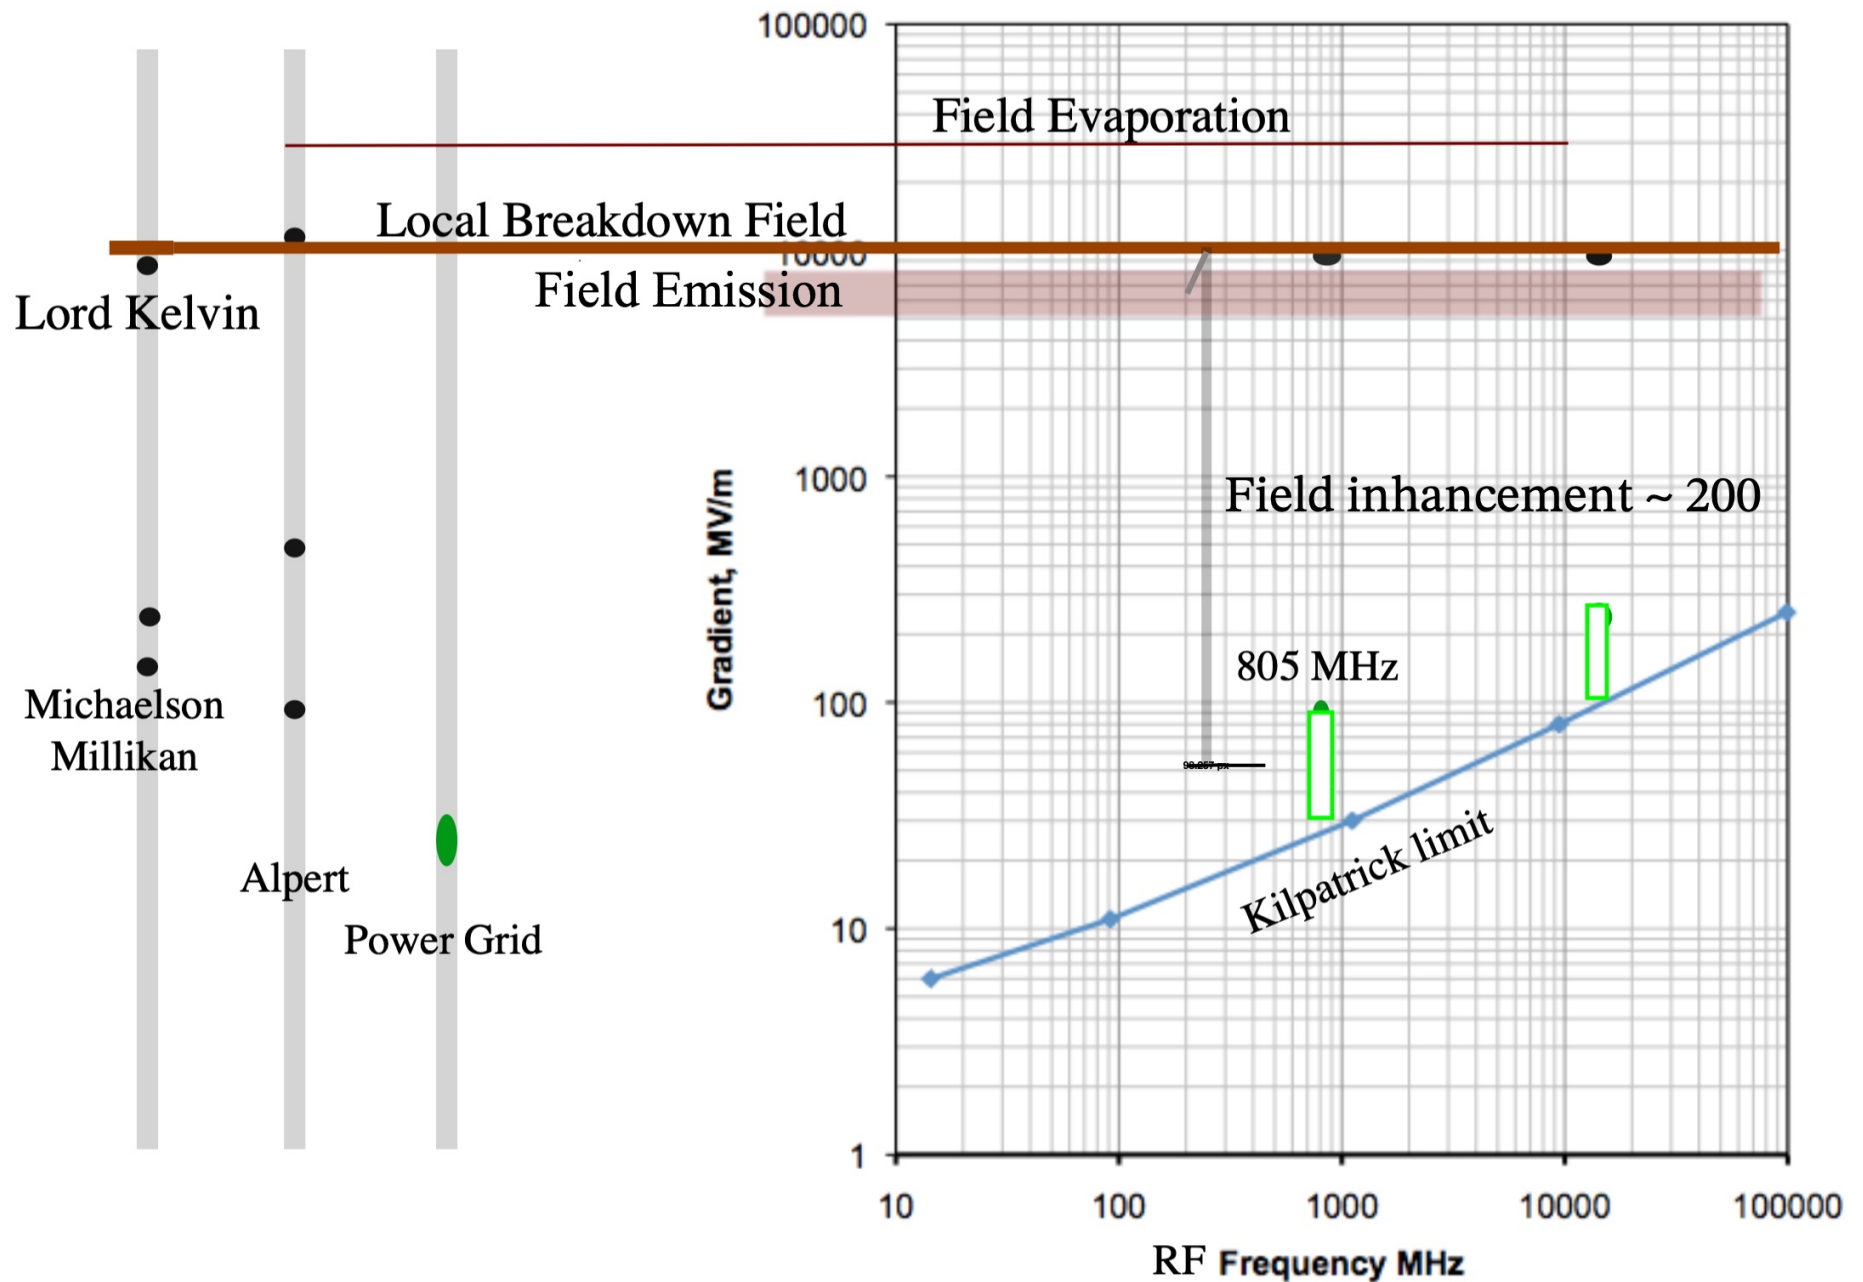 100000
Field Evaporation
Local Breakdown Field
10000
Field Emission
Lord Kelvin
1000
Gradient, MV/m
Field inhancement ~ 200
805 MHz
100
Michaelson
Millikan
Kilpatrick limit
Alpert
10
Power Grid
1
10 100 1000 10000 100000
RF Frequency MHz